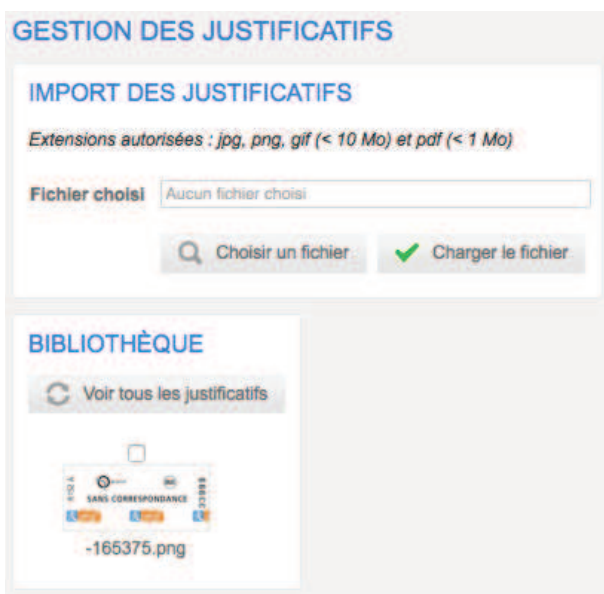 GESTION DES JUSTIFICATIFS
IMPORT DES JUSTIFICATIFS
Extensions autorisées : jpg, png, gif (< 10 Mo) et pdf (< 1 Mo)
Fichier choisi Aucun fichier choisi
Choisir un fichier Charger le fichier
BIBLIOTHÈQUE
Voir tous les justificatifs
SANS CORRESPONDANCE
-165375.png